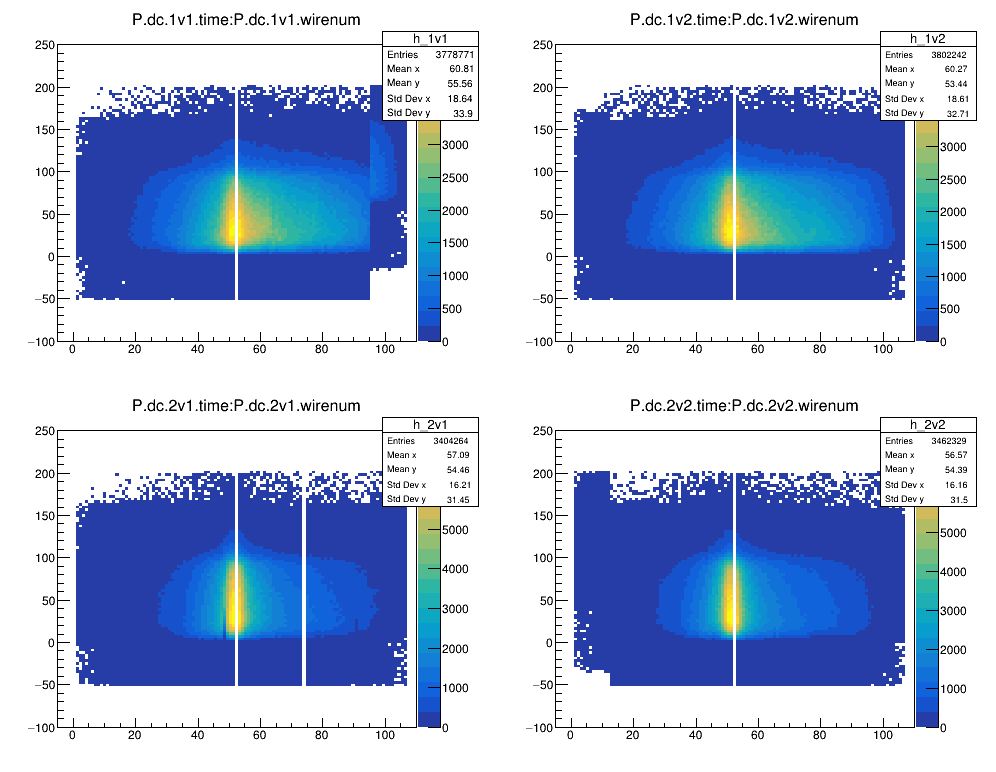 P.dc.1v1.time:P.dc.1v1.wirenum
h_1v1
Entries 3778771
Mean x 60.81
Mean y 55.56
Std Dev x 18.64
Std Dev y 33.9
250
200
150
100
50
0
−50
−100
0 20 40 60 80 100
3000
2500
2000
1500
1000
500
0
P.dc.1v2.time:P.dc.1v2.wirenum
h_1v2
Entries 3802242
Mean x 60.27
Mean y 53.44
Std Dev x 18.61
Std Dev y 32.71
250
200
150
100
50
0
−50
−100
0 20 40 60 80 100
3000
2500
2000
1500
1000
500
0
P.dc.2v1.time:P.dc.2v1.wirenum
h_2v1
Entries 3404264
Mean x 57.09
Mean y 54.46
Std Dev x 16.21
Std Dev y 31.45
250
200
150
100
50
0
−50
−100
0 20 40 60 80 100
5000
4000
3000
2000
1000
0
P.dc.2v2.time:P.dc.2v2.wirenum
h_2v2
Entries 3462329
Mean x 56.57
Mean y 54.39
Std Dev x 16.16
Std Dev y 31.5
250
200
150
100
50
0
−50
−100
0 20 40 60 80 100
5000
4000
3000
2000
1000
0